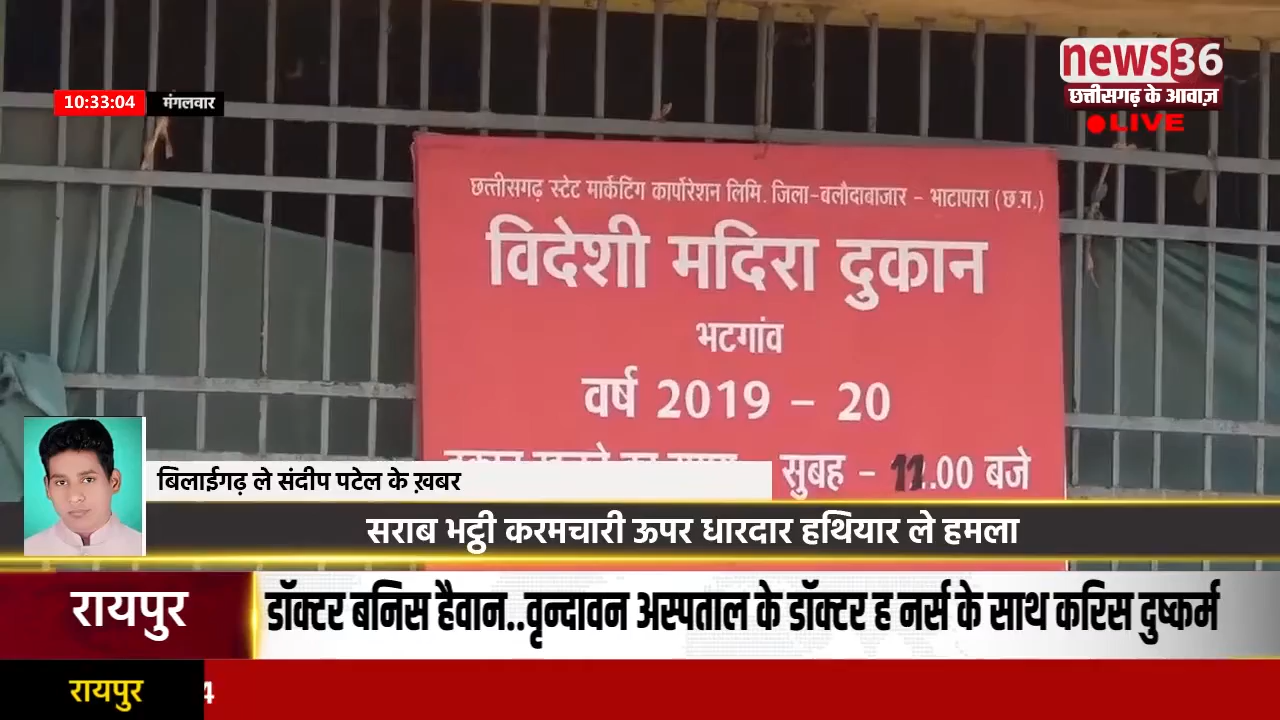 news36
छत्तीसगढ़ के आवाज़
LIVE
10:33:04 मंगलवार
छत्तीसगढ़ स्टेट मार्केटिंग कार्पोरेशन लिमि. जिला-बलौदाबाजार - भाटापारा (छ.ग.)
विदेशी मदिरा दुकान
भटगांव
वर्ष 2019 - 20
सुबह - 11.00 बजे
बिलाईगढ़ ले संदीप पटेल के ख़बर
सराब भट्ठी करमचारी ऊपर धारदार हथियार ले हमला
रायपुर
डॉक्टर बनिस हैवान..वृन्दावन अस्पताल के डॉक्टर ह नर्स के साथ करिस दुष्कर्म
रायपुर